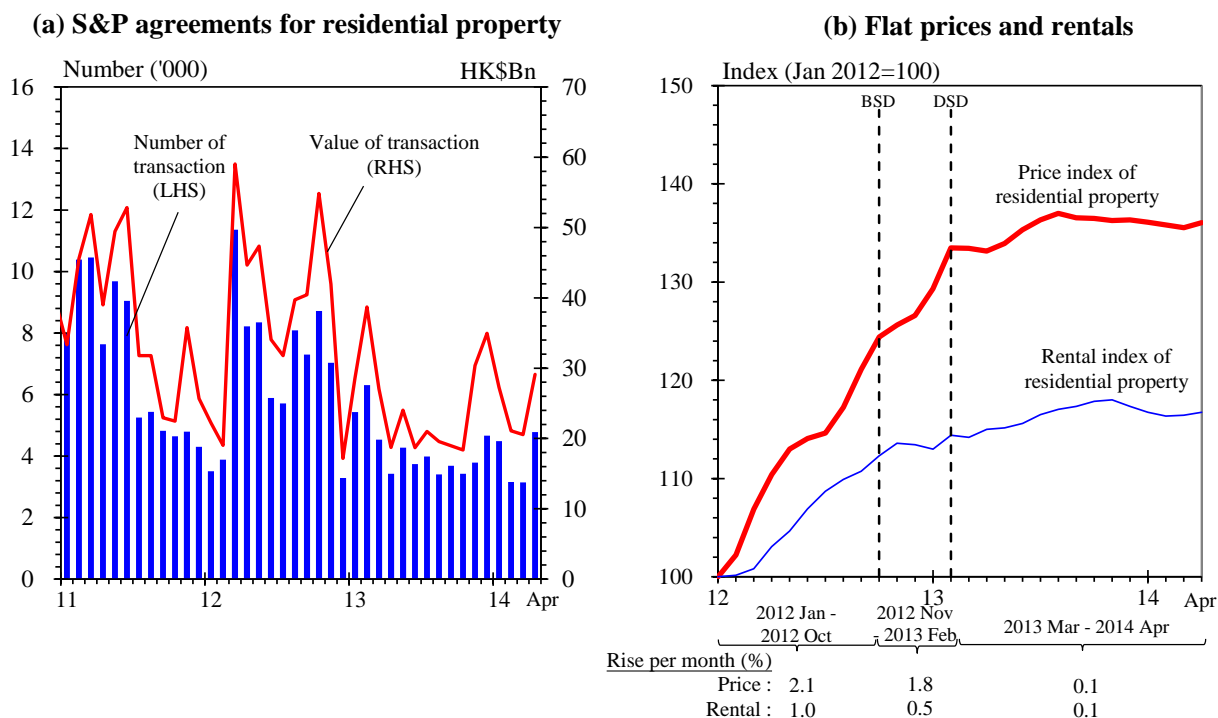 (a) S&P agreements for residential property
Number ('000)
HK$Bn
16
14
12
10
8
6
4
2
0
70
60
50
40
30
20
10
0
Number of
transaction
(LHS)
Value of transaction
(RHS)
11
12
13
14
Apr
(b) Flat prices and rentals
Index (Jan 2012=100)
150
140
130
120
110
100
BSD
DSD
Price index of
residential property
Rental index of
residential property
12
13
14
Apr
2012 Jan -
2012 Oct
2012 Nov
- 2013 Feb
2013 Mar - 2014 Apr
Rise per month (%)
Price : 2.1 1.8 0.1
Rental : 1.0 0.5 0.1